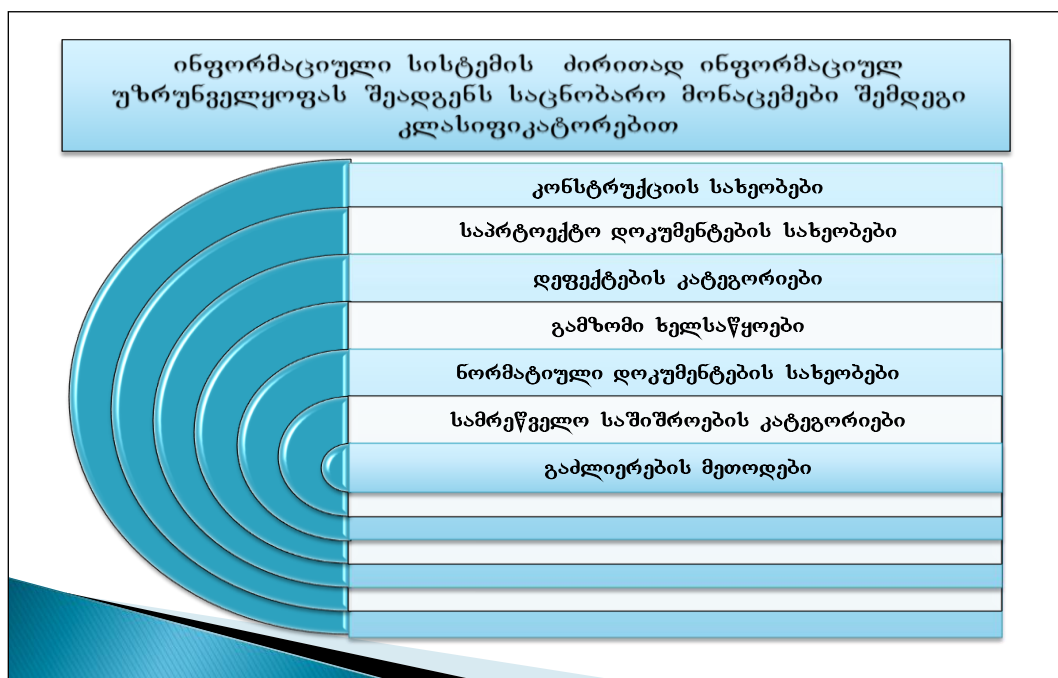 ინფორმაციული სისტემის ძირითად ინფორმაციულ
უზრუნველყოფას შეადგენს საცნობარო მონაცემები შემდეგი
კლასიფიკატორებით
კონსტრუქციის სახეობები
საპრტოექტო დოკუმენტების სახეობები
დეფექტების კატეგორიები
გამზომი ხელსაწყოები
ნორმატიული დოკუმენტების სახეობები
სამრეწველო საშიშროების კატეგორიები
გაძლიერების მეთოდები